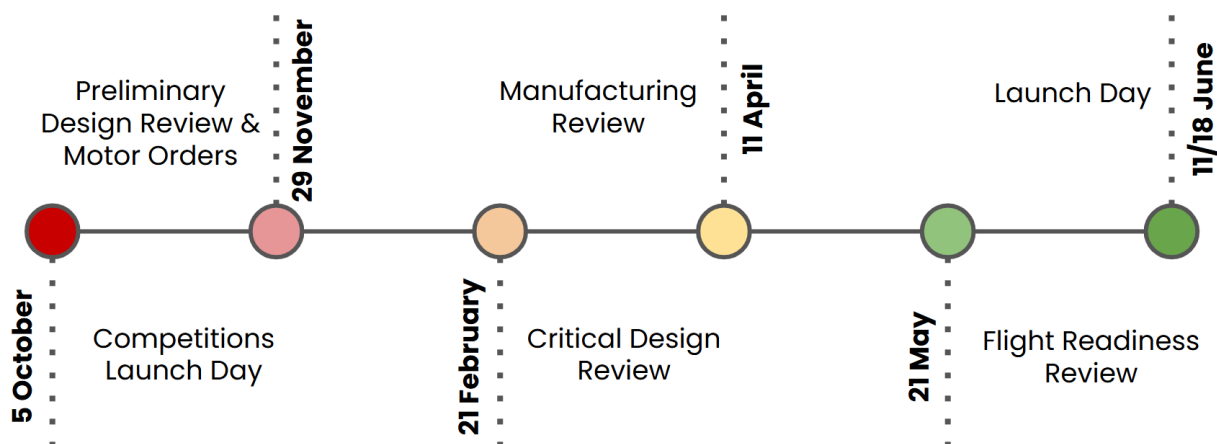 5 October
Competitions
Launch Day
Preliminary
Design Review &
Motor Orders
29 November
21 February
Critical Design
Review
Manufacturing
Review
11 April
21 May
Flight Readiness
Review
Launch Day
11/18 June